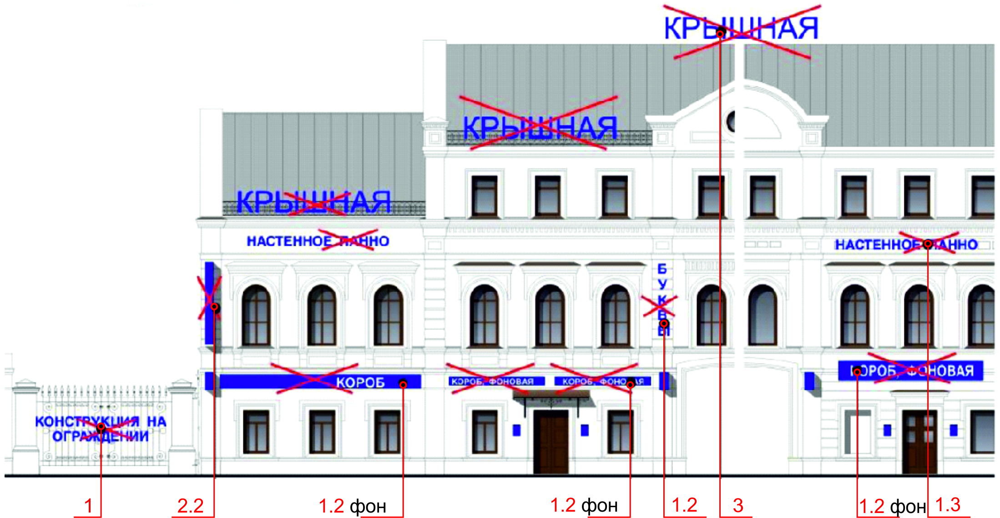 КРЫШНАЯ
КРЫШНАЯ
КРЫШНАЯ
НАСТЕННОЕ ПАННО
НАСТЕННОЕ ПАННО
Б
У
К
В
Ы
КОРОБ
КОРОБ, ФОНОВАЯ
КОРОБ, ФОНОВАЯ
КОРОБ, ФОНОВАЯ
КОНСТРУКЦИЯ НА
ОГРАЖДЕНИИ
1
2.2
1.2 фон
1.2 фон
1.2
3
1.2 фон
1.3